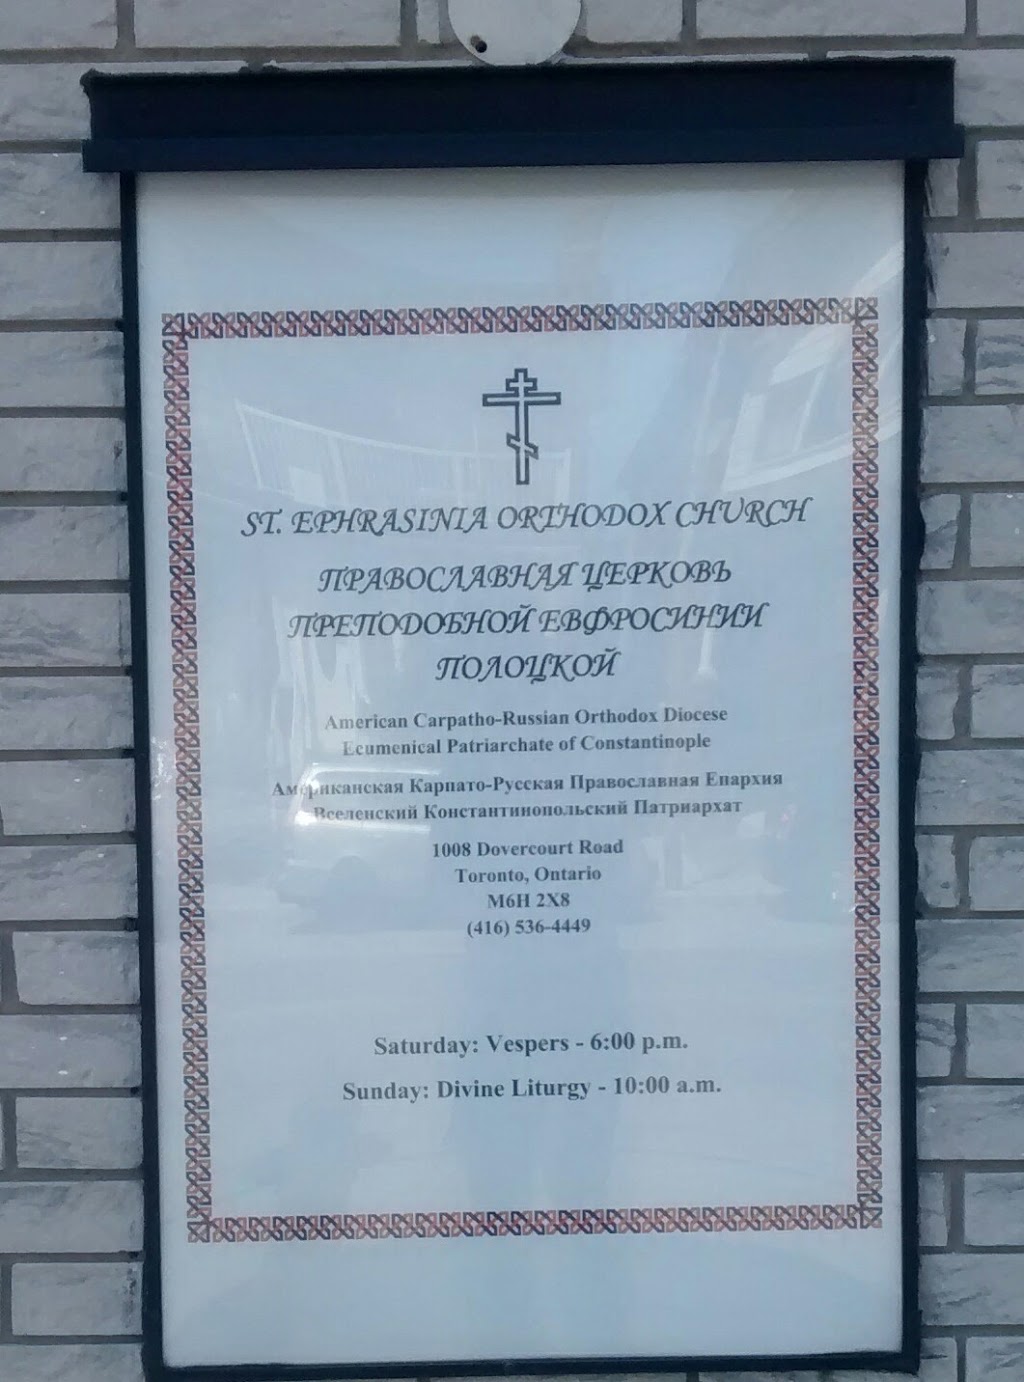 ST. EPHRASINIA ORTHODOX CHURCH
ПРАВОСЛАВНАЯ ЦЕРКОВЬ
ПРЕПОДОБНОЙ ЕВФРОСИНИИ
ПОЛОЦКОЙ
American Carpatho-Russian Orthodox Diocese
Ecumenical Patriarchate of Constantinople
Американская Карпато-Русская Православная Епархия
Вселенский Константинопольский Патриархат
1008 Dovercourt Road
Toronto, Ontario
M6H 2X8
(416) 536-4449
Saturday: Vespers - 6:00 p.m.
Sunday: Divine Liturgy - 10:00 a.m.